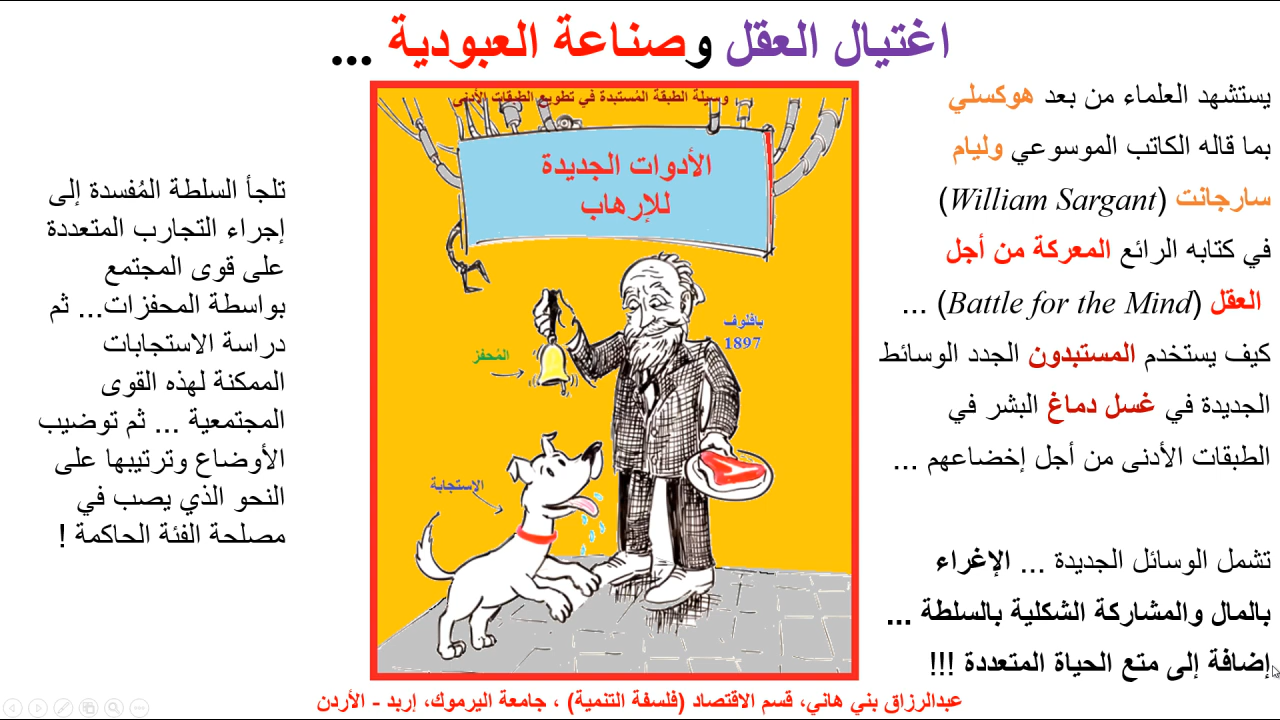 اغتيال العقل وصناعة العبودية ...
يستشهد العلماء من بعد هوكسلي
بما قاله الكاتب الموسوعي وليام
سارجانت (William Sargant)
في كتابه الرائع المعركة من أجل
العقل (Battle for the Mind) ...
كيف يستخدم المستبدون الجدد الوسائط
الجديدة في غسل دماغ البشر في
الطبقات الأدنى من أجل إخضاعهم ...
تشمل الوسائل الجديدة ... الإغراء
بالمال والمشاركة الشكلية بالسلطة ...
إضافة إلى متع الحياة المتعددة !!!
وسيلة الطبقة المُستبدة في تطويع الطبقات الأدنى
الأدوات الجديدة
للإرهاب
بافلوف
1897
المُحفز
الاستجابة
تلجأ السلطة المُفسدة إلى
إجراء التجارب المتعددة
على قوى المجتمع
بواسطة المحفزات... ثم
دراسة الاستجابات
الممكنة لهذه القوى
المجتمعية ... ثم توضيب
الأوضاع وترتيبها على
النحو الذي يصب في
مصلحة الفئة الحاكمة !
عبدالرزاق بني هاني، قسم الاقتصاد (فلسفة التنمية) ، جامعة اليرموك، إربد - الأردن